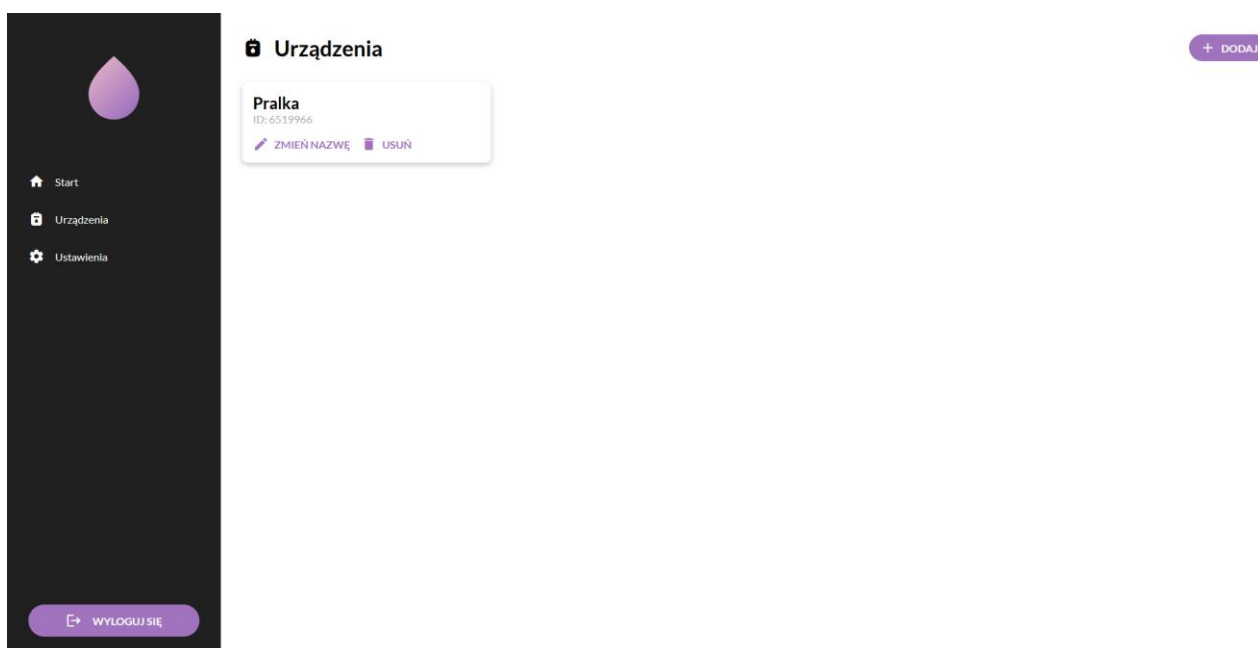 Start
Urządzenia
Ustawienia
WYLOGUJ SIĘ
Urządzenia
+ DODAJ
Pralka
ID: 6519966
ZMIEŃ NAZWĘ USUŃ